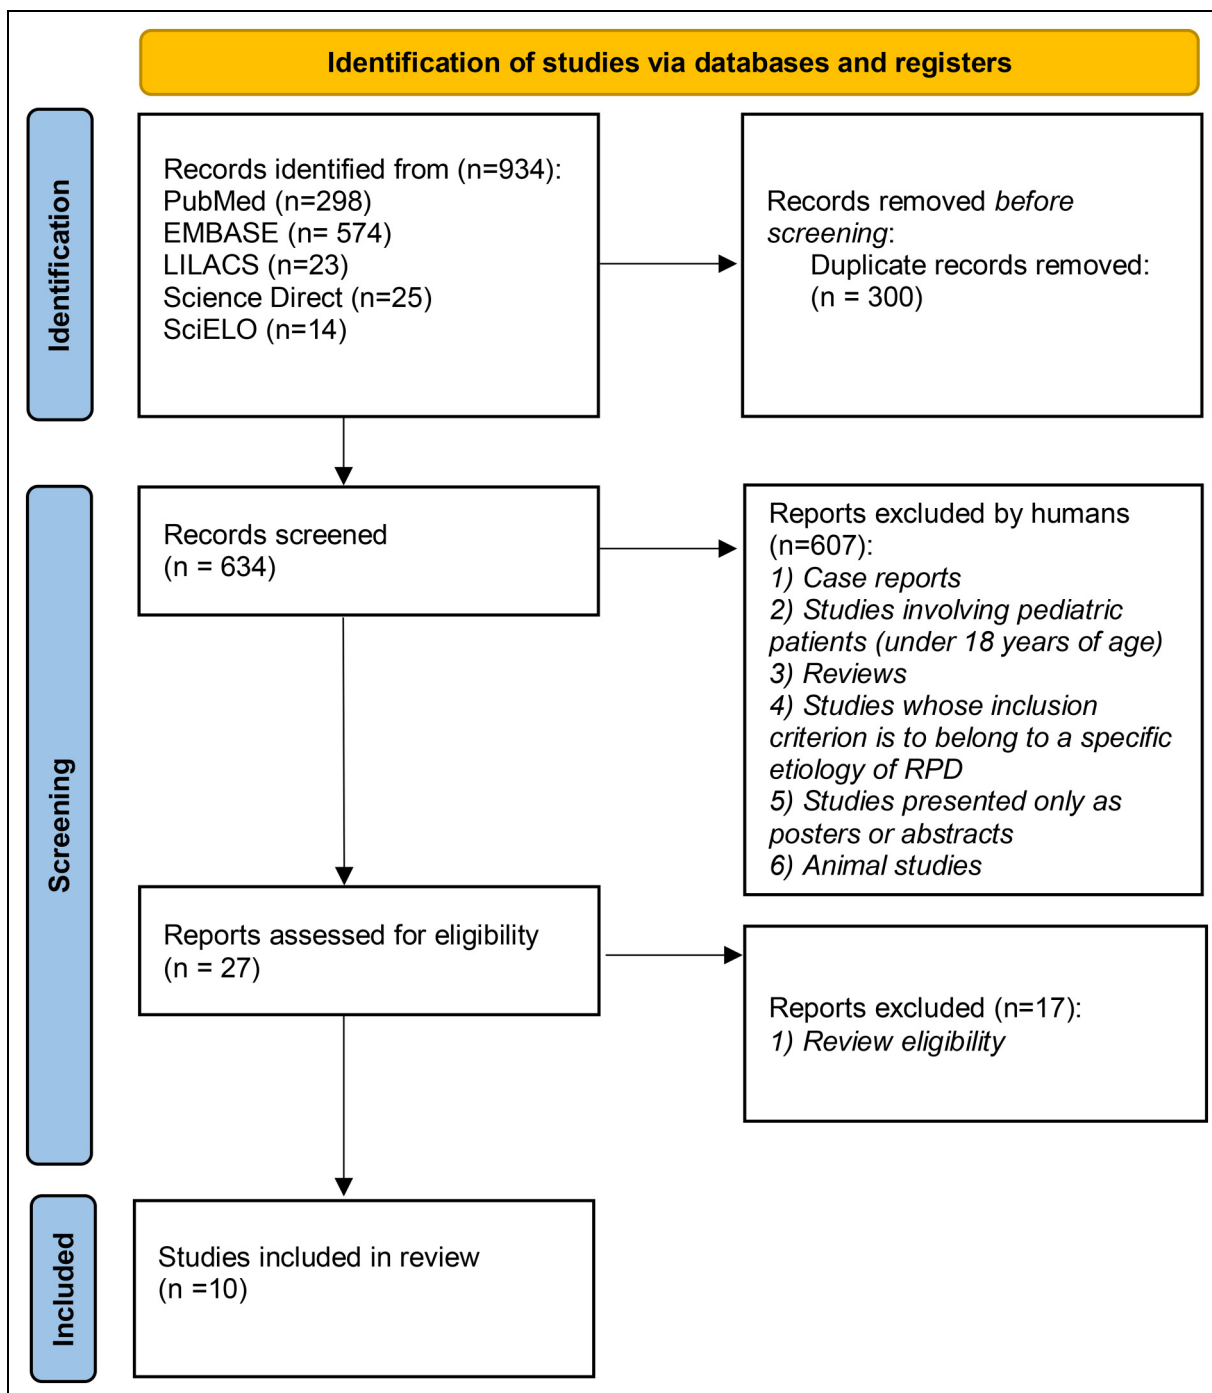 Identification of studies via databases and registers
Identification
Records identified from (n=934):
PubMed (n=298)
EMBASE (n= 574)
LILACS (n=23)
Science Direct (n=25)
SciELO (n=14)
Records removed before
screening:
Duplicate records removed:
(n = 300)
Screening
Records screened
(n = 634)
Reports excluded by humans
(n=607):
1) Case reports
2) Studies involving pediatric
patients (under 18 years of age)
3) Reviews
4) Studies whose inclusion
criterion is to belong to a specific
etiology of RPD
5) Studies presented only as
posters or abstracts
6) Animal studies
Reports assessed for eligibility
(n = 27)
Reports excluded (n=17):
1) Review eligibility
Included
Studies included in review
(n =10)